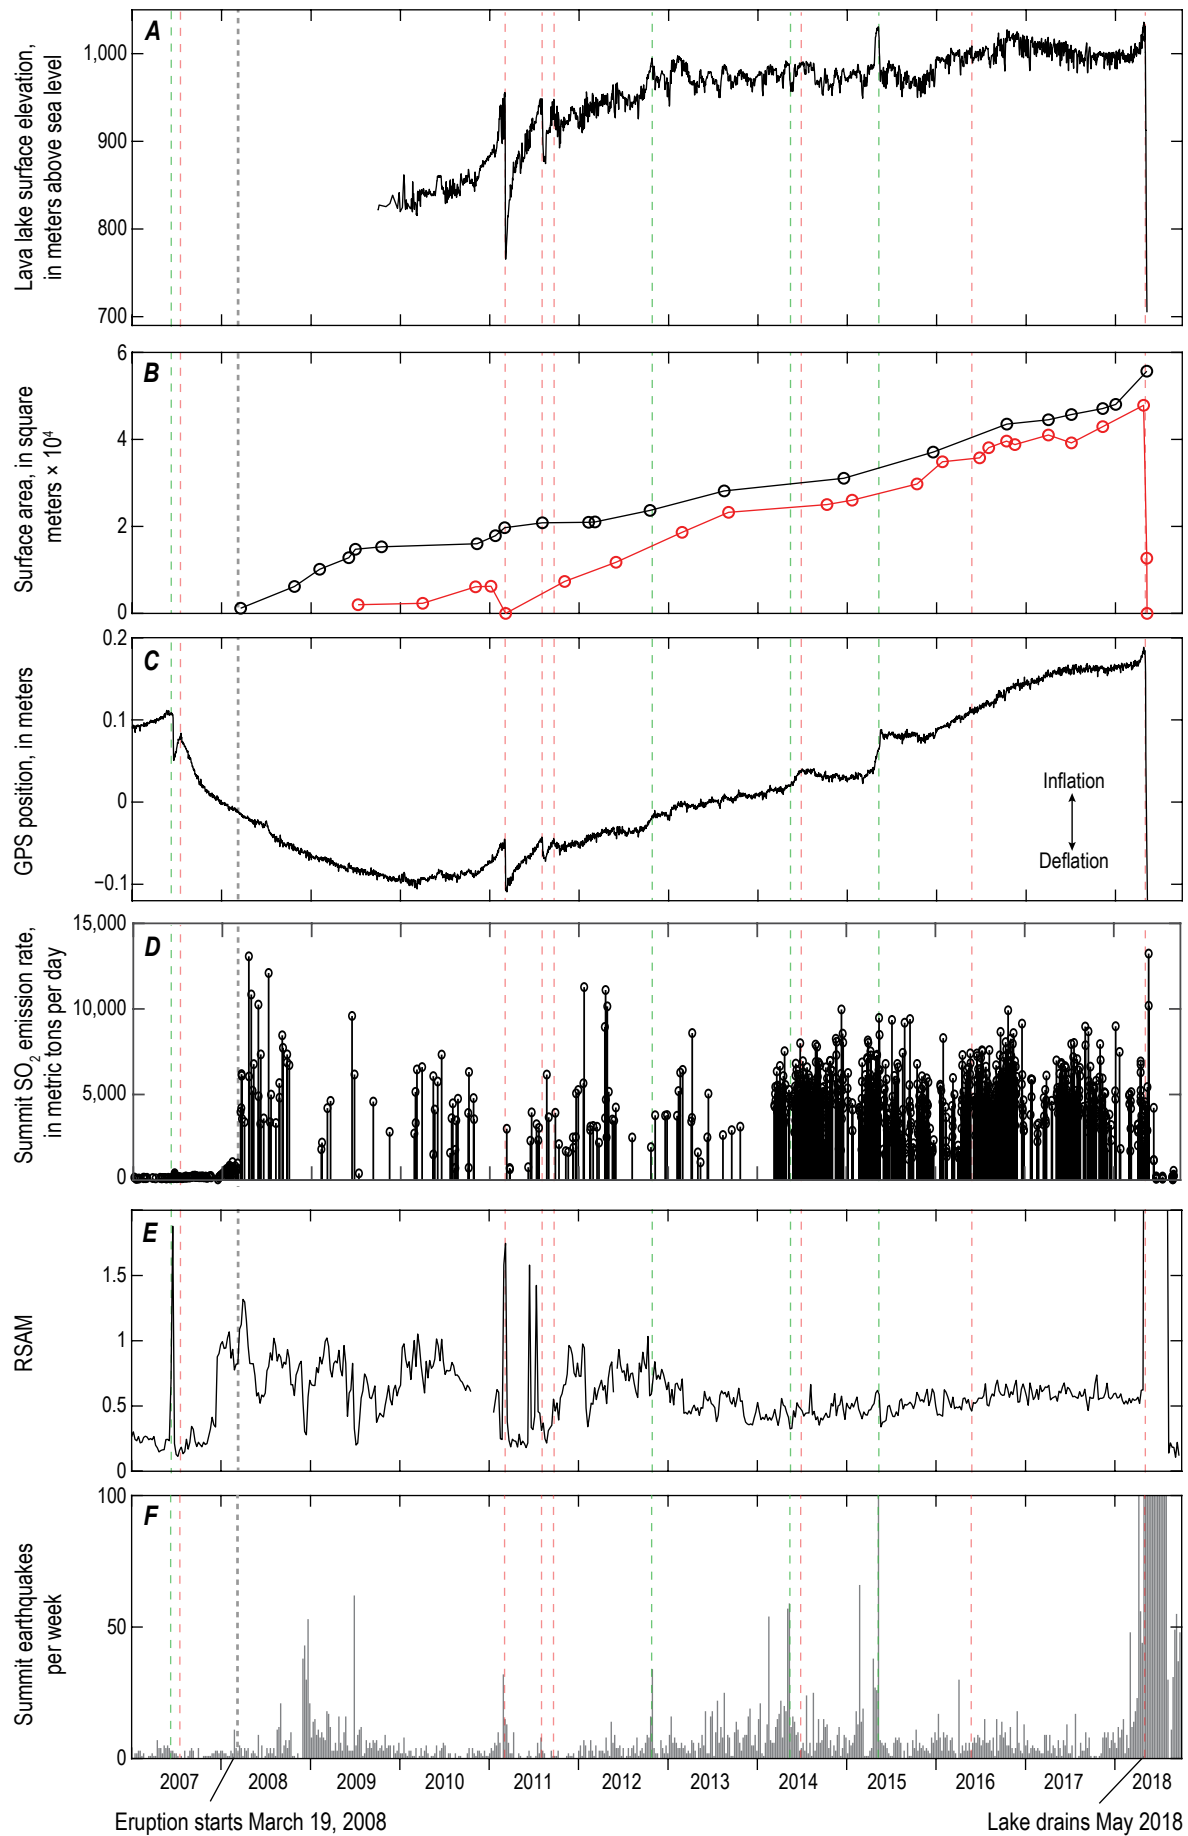 A
Lava lake surface elevation,
in meters above sea level
1,000
900
800
700
B
Surface area, in square
meters × 10⁴
6
4
2
0
C
GPS position, in meters
0.2
0.1
0
−0.1
Inflation
Deflation
D
Summit SO₂ emission rate,
in metric tons per day
15,000
10,000
5,000
0
E
RSAM
1.5
1
0.5
0
F
Summit earthquakes
per week
100
50
0
2007 2008 2009 2010 2011 2012 2013 2014 2015 2016 2017 2018
Eruption starts March 19, 2008
Lake drains May 2018